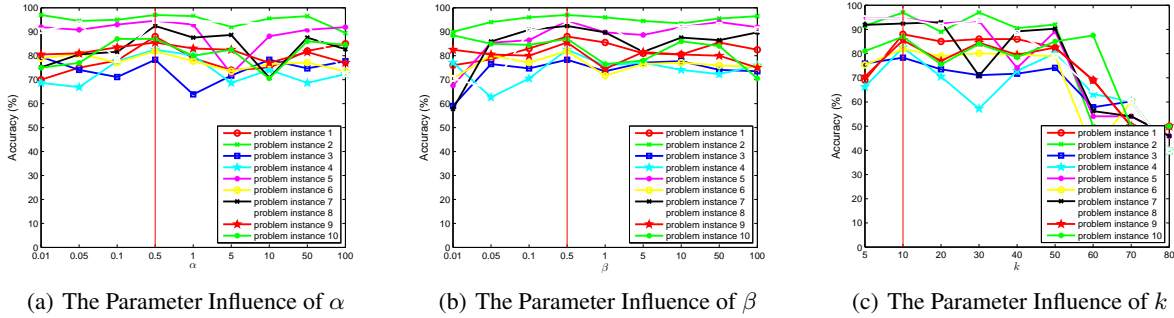 100
90
80
70
60
50
40
30
20
10
0
Accuracy (%)
0.01 0.05 0.1 0.5 1 5 10 50 100
α
problem instance 1
problem instance 2
problem instance 3
problem instance 4
problem instance 5
problem instance 6
problem instance 7
problem instance 8
problem instance 9
problem instance 10
(a) The Parameter Influence of α
100
90
80
70
60
50
40
30
20
10
0
Accuracy (%)
0.01 0.05 0.1 0.5 1 5 10 50 100
β
problem instance 1
problem instance 2
problem instance 3
problem instance 4
problem instance 5
problem instance 6
problem instance 7
problem instance 8
problem instance 9
problem instance 10
(b) The Parameter Influence of β
100
90
80
70
60
50
40
30
20
10
0
Accuracy (%)
5 10 20 30 40 50 60 70 80
k
problem instance 1
problem instance 2
problem instance 3
problem instance 4
problem instance 5
problem instance 6
problem instance 7
problem instance 8
problem instance 9
problem instance 10
(c) The Parameter Influence of k